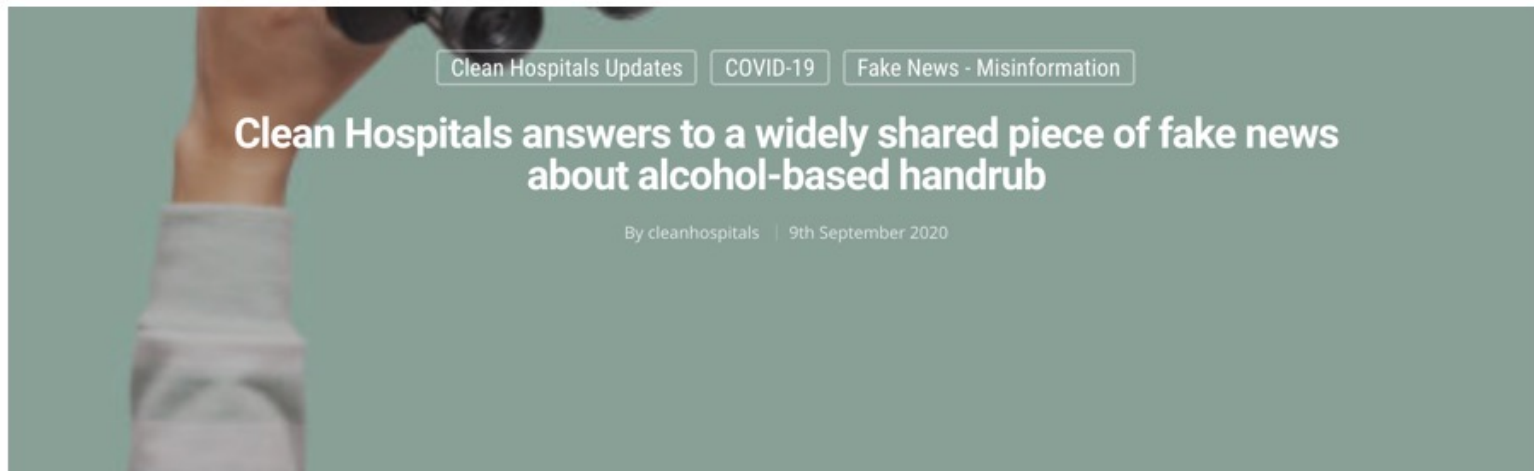 Clean Hospitals Updates COVID-19 Fake News - Misinformation
Clean Hospitals answers to a widely shared piece of fake news
about alcohol-based handrub
By cleanhospitals 9th September 2020